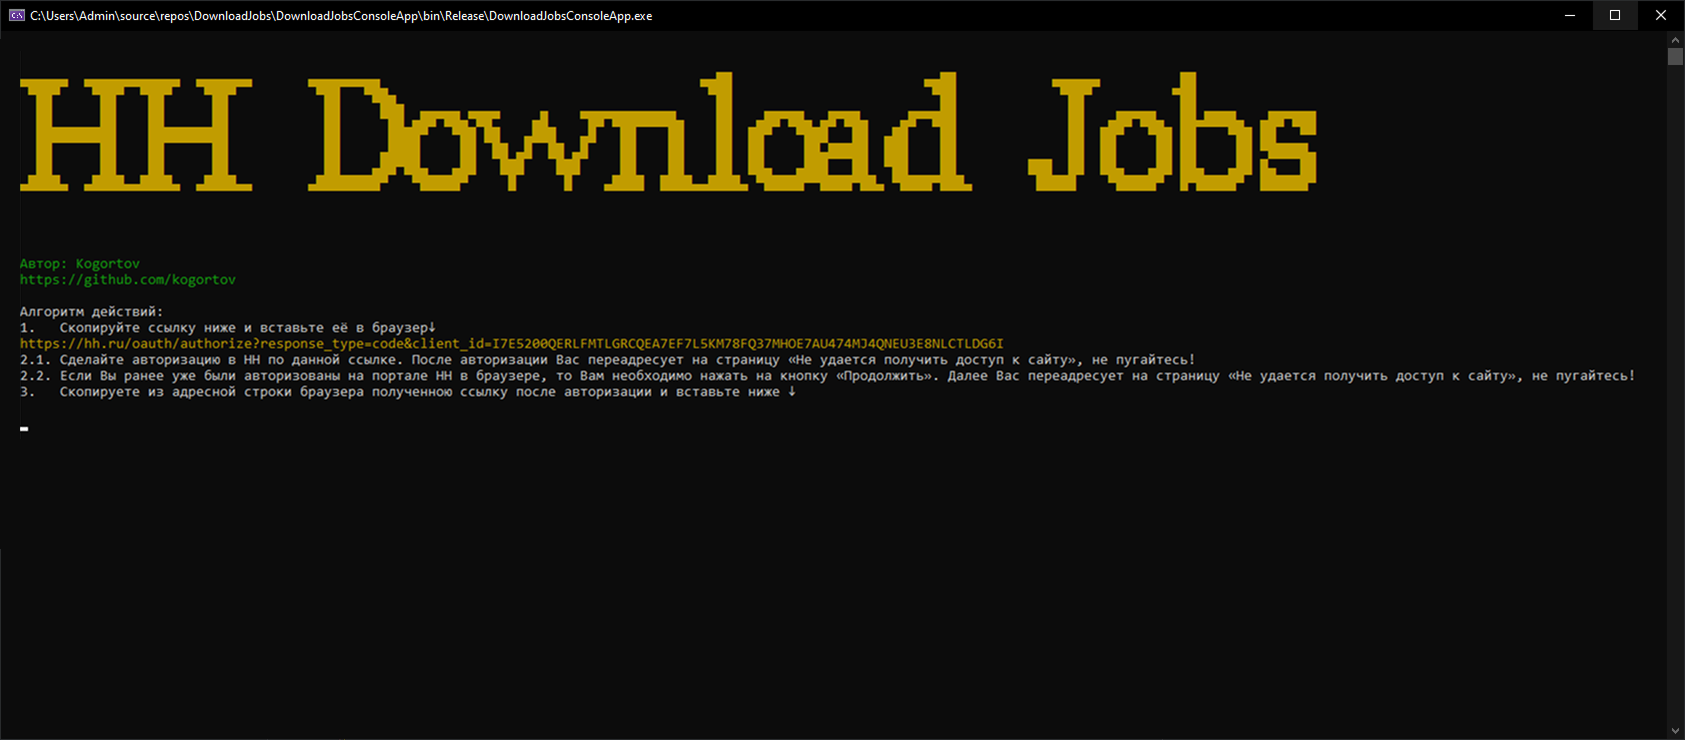 C:\Users\Admin\source\repos\DownloadJobs\DownloadJobsConsoleApp\bin\Release\DownloadJobsConsoleApp.exe
HH Download Jobs
Автор: Kogortov
https://github.com/kogortov
Алгоритм действий:
1. Скопируйте ссылку ниже и вставьте её в браузер↓
https://hh.ru/oauth/authorize?response_type=code&client_id=I7E5200QERLFMTLGRCQEA7EF7L5KM78FQ37MHOE7AU474MJ4QNEU3E8NLCTLDG6I
2.1. Сделайте авторизацию в HH по данной ссылке. После авторизации Вас переадресует на страницу «Не удается получить доступ к сайту», не пугайтесь!
2.2. Если Вы ранее уже были авторизованы на портале HH в браузере, то Вам необходимо нажать на кнопку «Продолжить». Далее Вас переадресует на страницу «Не удается получить доступ к сайту», не пугайтесь!
3. Скопируете из адресной строки браузера полученною ссылку после авторизации и вставьте ниже ↓